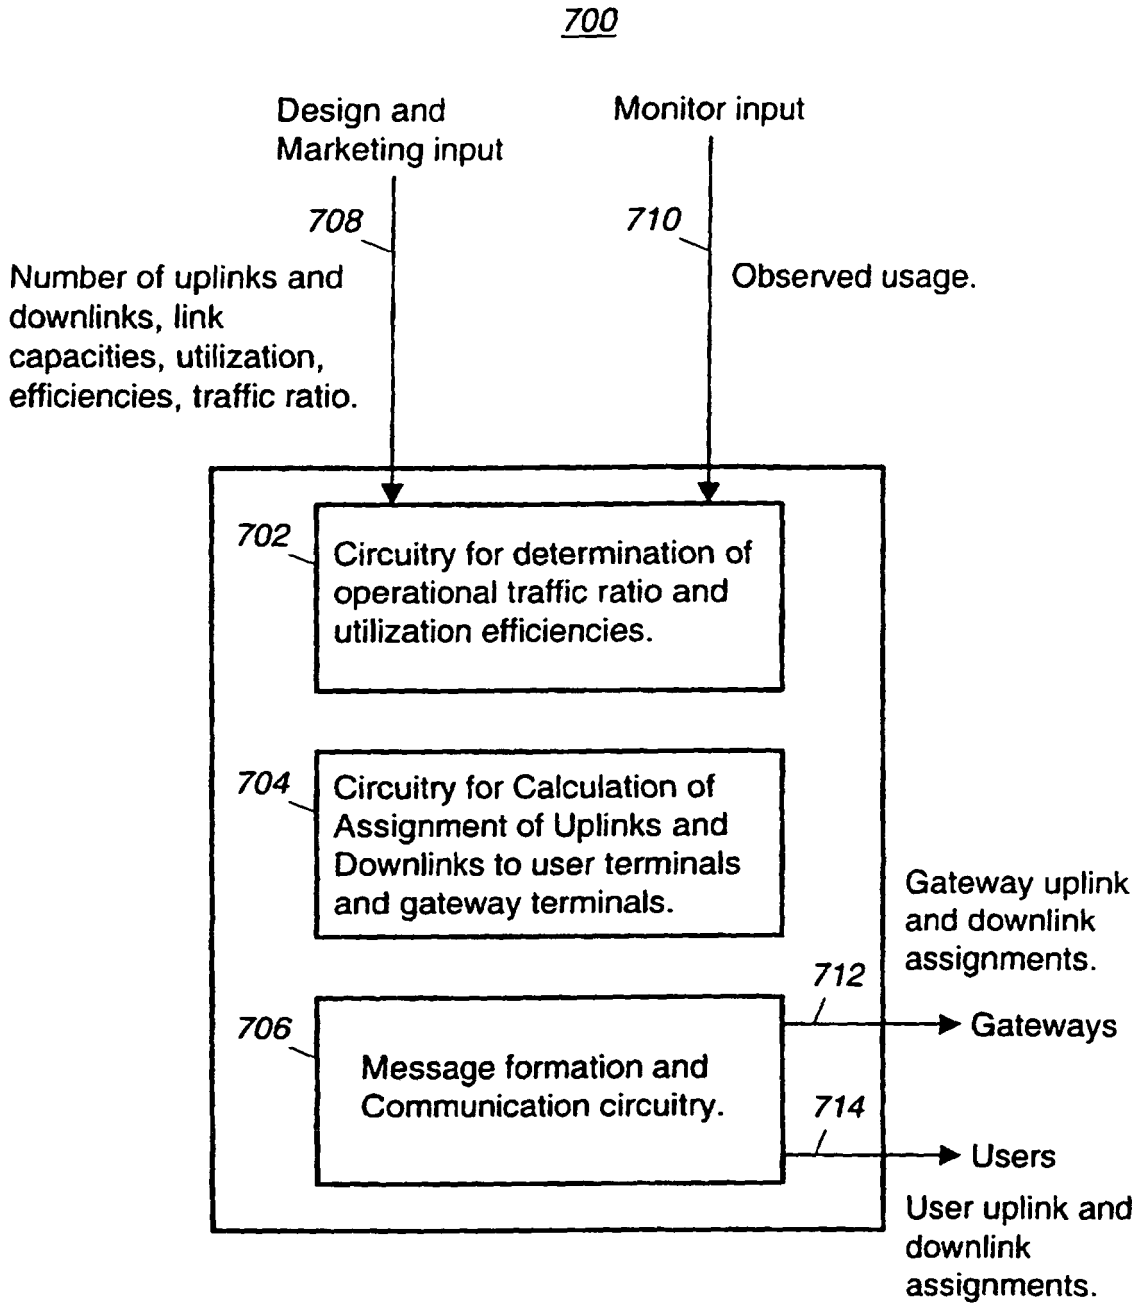 700
Design and
Marketing input
Monitor input
708
710
Number of uplinks and
downlinks, link
capacities, utilization,
efficiencies, traffic ratio.
Observed usage.
702
Circuitry for determination of
operational traffic ratio and
utilization efficiencies.
704
Circuitry for Calculation of
Assignment of Uplinks and
Downlinks to user terminals
and gateway terminals.
Gateway uplink
and downlink
assignments.
712
Gateways
706
Message formation and
Communication circuitry.
714
Users
User uplink and
downlink
assignments.